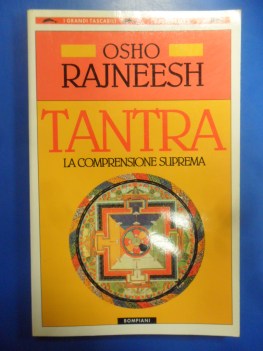 I GRANDI TASCABILI
OSHO
RAJNEESH
TANTRA
LA COMPRENSIONE SUPREMA
BOMPIANI